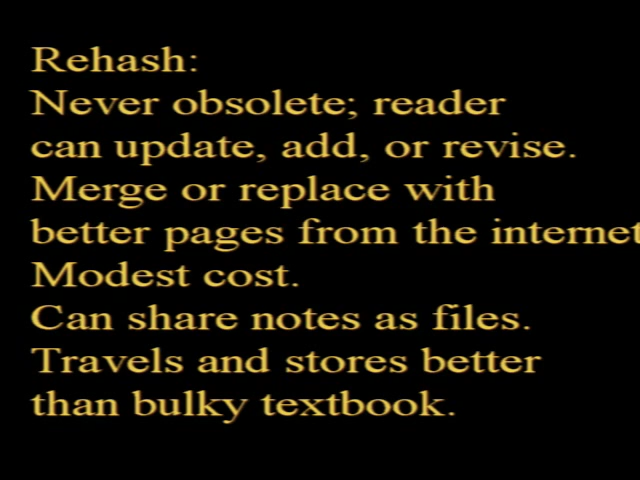 Rehash:
Never obsolete; reader
can update, add, or revise.
Merge or replace with
better pages from the internet
Modest cost.
Can share notes as files.
Travels and stores better
than bulky textbook.